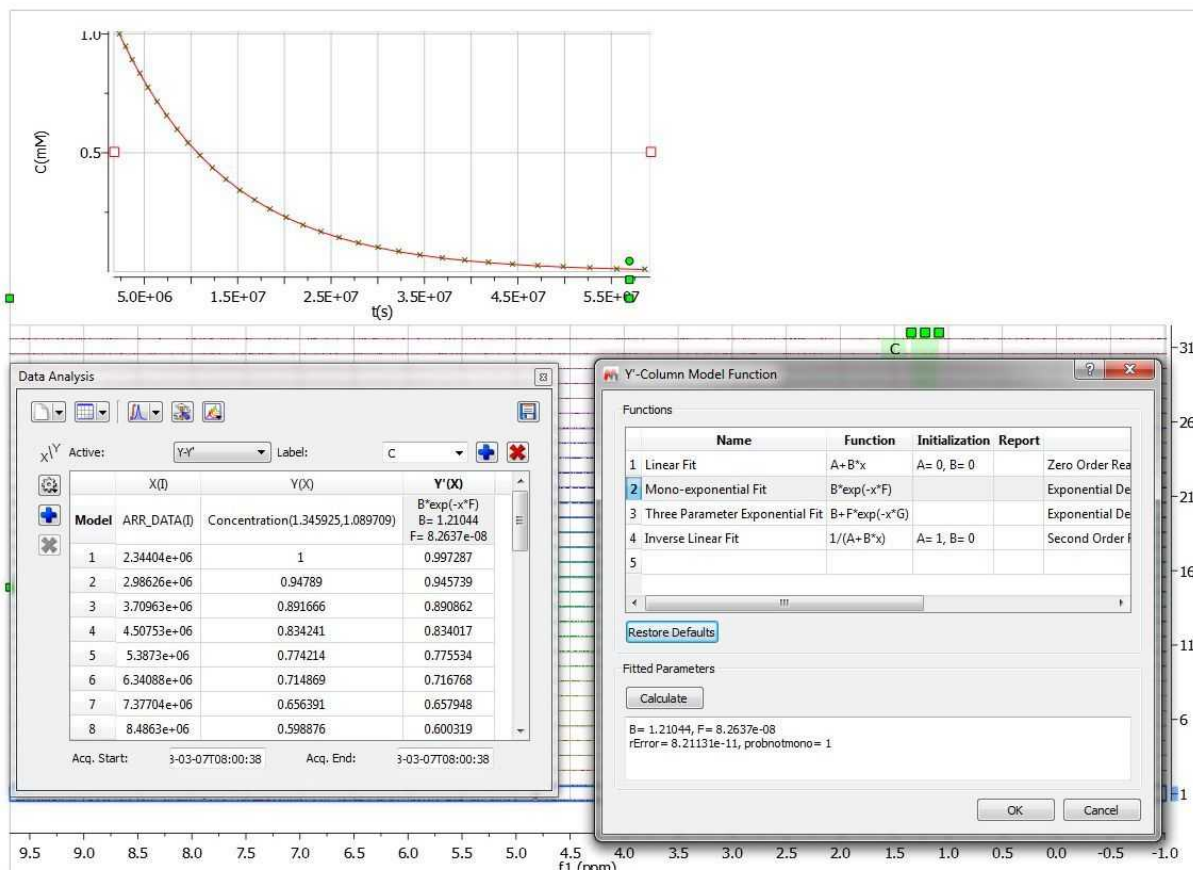 1.0
0.5
C(mM)
5.0E+06 1.5E+07 2.5E+07 3.5E+07 4.5E+07 5.5E+07
t(s)
C
31
26
21
16
11
6
1
Data Analysis
Active: Y-Y' Label: C
X(I) Y(X) Y'(X)
Model ARR_DATA(I) Concentration(1.345925,1.089709) B*exp(-x*F)
B= 1.21044
F= 8.2637e-08
1 2.34404e+06 1 0.997287
2 2.98626e+06 0.94789 0.945739
3 3.70963e+06 0.891666 0.890862
4 4.50753e+06 0.834241 0.834017
5 5.3873e+06 0.774214 0.775534
6 6.34088e+06 0.714869 0.716768
7 7.37704e+06 0.656391 0.657948
8 8.4863e+06 0.598876 0.600319
Acq. Start: 3-03-07T08:00:38 Acq. End: 3-03-07T08:00:38
Y'-Column Model Function
Functions
Name Function Initialization Report
1 Linear Fit A+B*x A= 0, B= 0 Zero Order Rea
2 Mono-exponential Fit B*exp(-x*F) Exponential De
3 Three Parameter Exponential Fit B+F*exp(-x*G) Exponential De
4 Inverse Linear Fit 1/(A+B*x) A= 1, B= 0 Second Order F
5
Restore Defaults
Fitted Parameters
Calculate
B= 1.21044, F= 8.2637e-08
rError= 8.21131e-11, probnotmono= 1
OK Cancel
9.5 9.0 8.5 8.0 7.5 7.0 6.5 6.0 5.5 5.0 4.5 4.0 3.5 3.0 2.5 2.0 1.5 1.0 0.5 0.0 -0.5 -1.0
f1 (ppm)